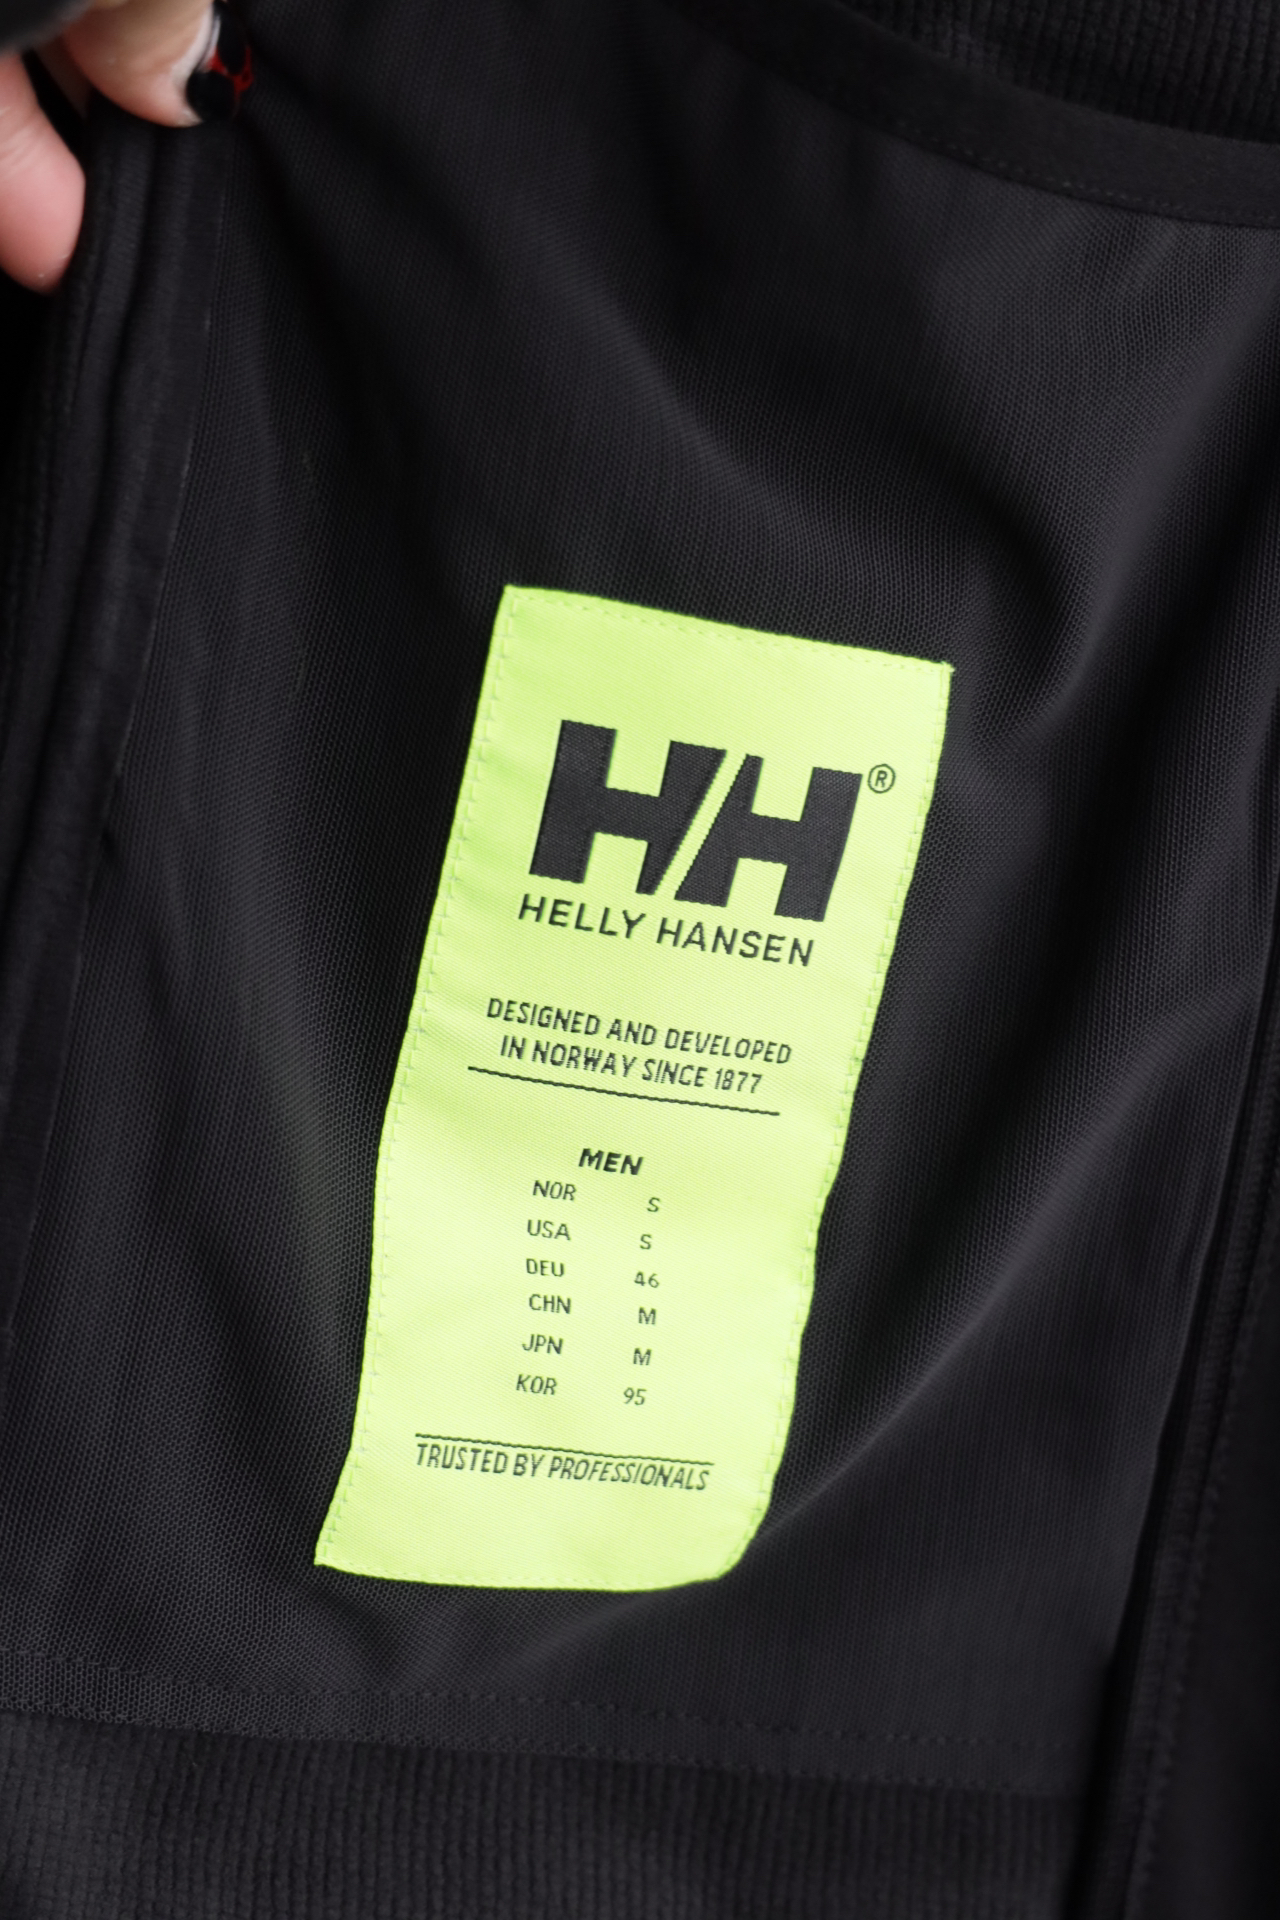 HH®
HELLY HANSEN
DESIGNED AND DEVELOPED
IN NORWAY SINCE 1877
MEN
NOR S
USA S
DEU 46
CHN M
JPN M
KOR 95
TRUSTED BY PROFESSIONALS